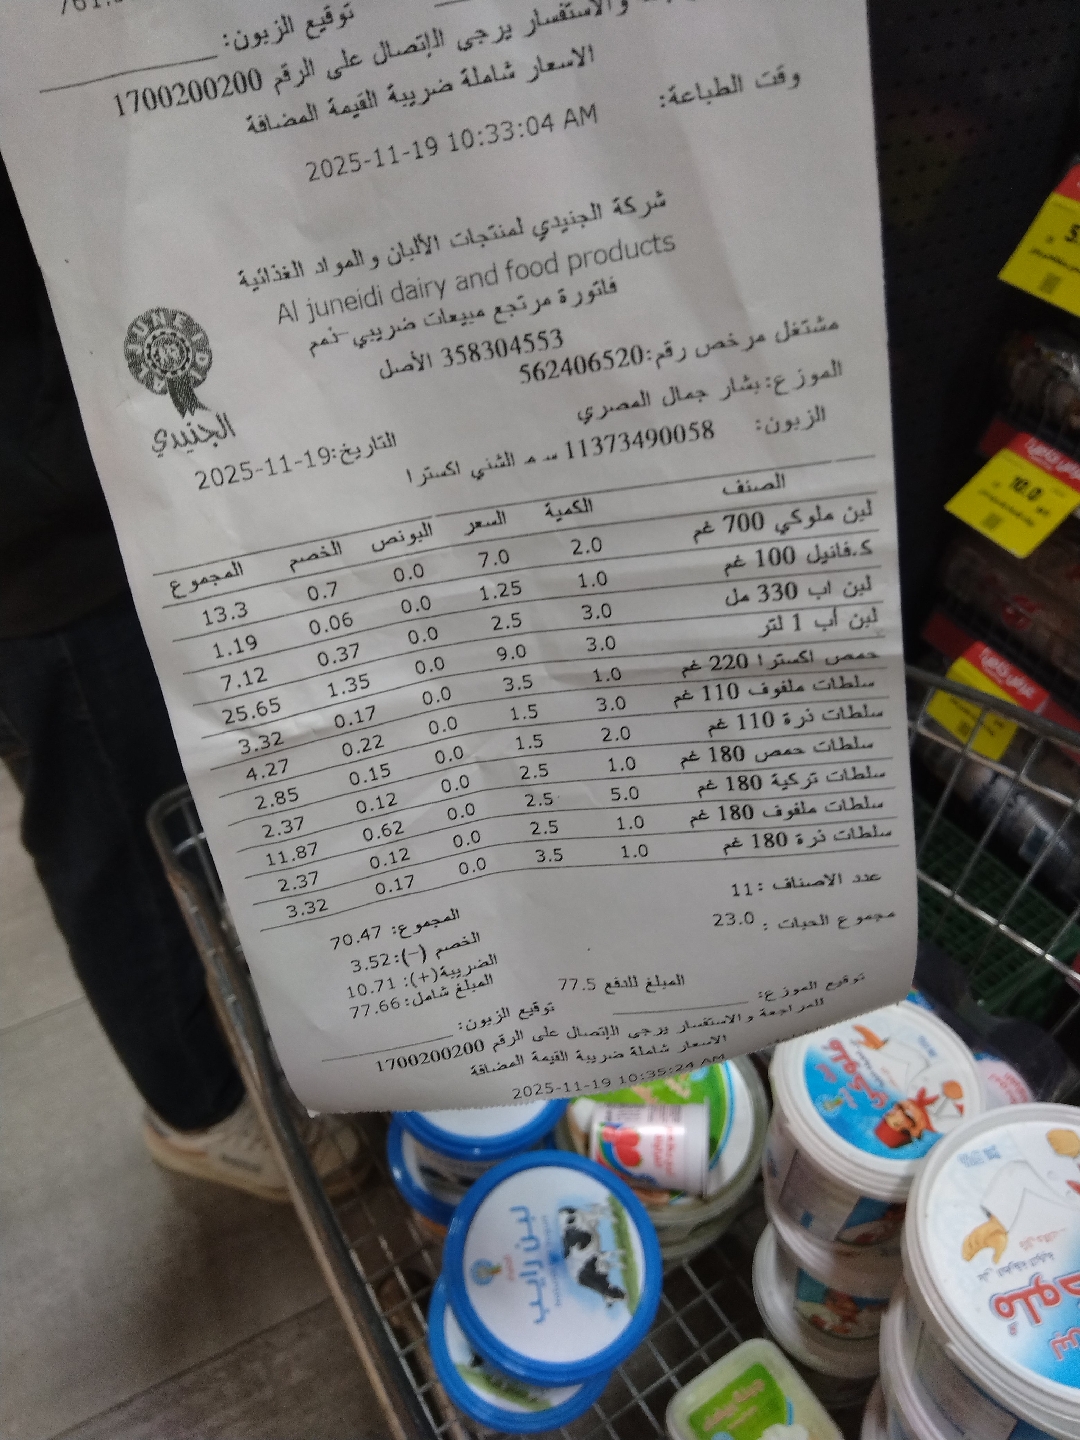 761.
توقيع الزبون:
والاستفسار يرجى الإتصال على الرقم 1700200200
الاسعار شاملة ضريبة القيمة المضافة
وقت الطباعة:
2025-11-19 10:33:04 AM
شركة الجنيدي لمنتجات الألبان والمواد الغذائية
Al juneidi dairy and food products
فاتورة مرتجع مبيعات ضريبي-نمم
358304553 الأصل
مشتغل مرخص رقم:562406520
الموزع: بشار جمال المصري
الزبون: 11373490058 س م الشني اكسترا
الجنيدي
التاريخ:2025-11-19
الصنف الكمية السعر البونص الخصم المجموع
لبن ملوكي 700 غم 2.0 7.0 0.0 0.7 13.3
ك.فانيل 100 غم 1.0 1.25 0.0 0.06 1.19
لبن اب 330 مل 3.0 2.5 0.0 0.37 7.12
لبن أب 1 لتر 3.0 9.0 0.0 1.35 25.65
حمص اكسترا 220 غم 1.0 3.5 0.0 0.17 3.32
سلطات ملفوف 110 غم 3.0 1.5 0.0 0.22 4.27
سلطات ذرة 110 غم 2.0 1.5 0.0 0.15 2.85
سلطات حمص 180 غم 1.0 2.5 0.0 0.12 2.37
سلطات تركية 180 غم 5.0 2.5 0.0 0.62 11.87
سلطات ملفوف 180 غم 1.0 2.5 0.0 0.12 2.37
سلطات ذرة 180 غم 1.0 3.5 0.0 0.17 3.32
عدد الاصناف :11
مجموع الحبات : 23.0
المجموع: 70.47
الخصم (-):3.52
الضريبة(+): 10.71
المبلغ شامل:77.66
المبلغ للدفع 77.5
توقيع الموزع:
توقيع الزبون:
للمراجعة والاستفسار يرجى الإتصال على الرقم 1700200200
الاسعار شاملة ضريبة القيمة المضافة
2025-11-19 10:35:24 AM
10.0
لبن رايب
ملوكي